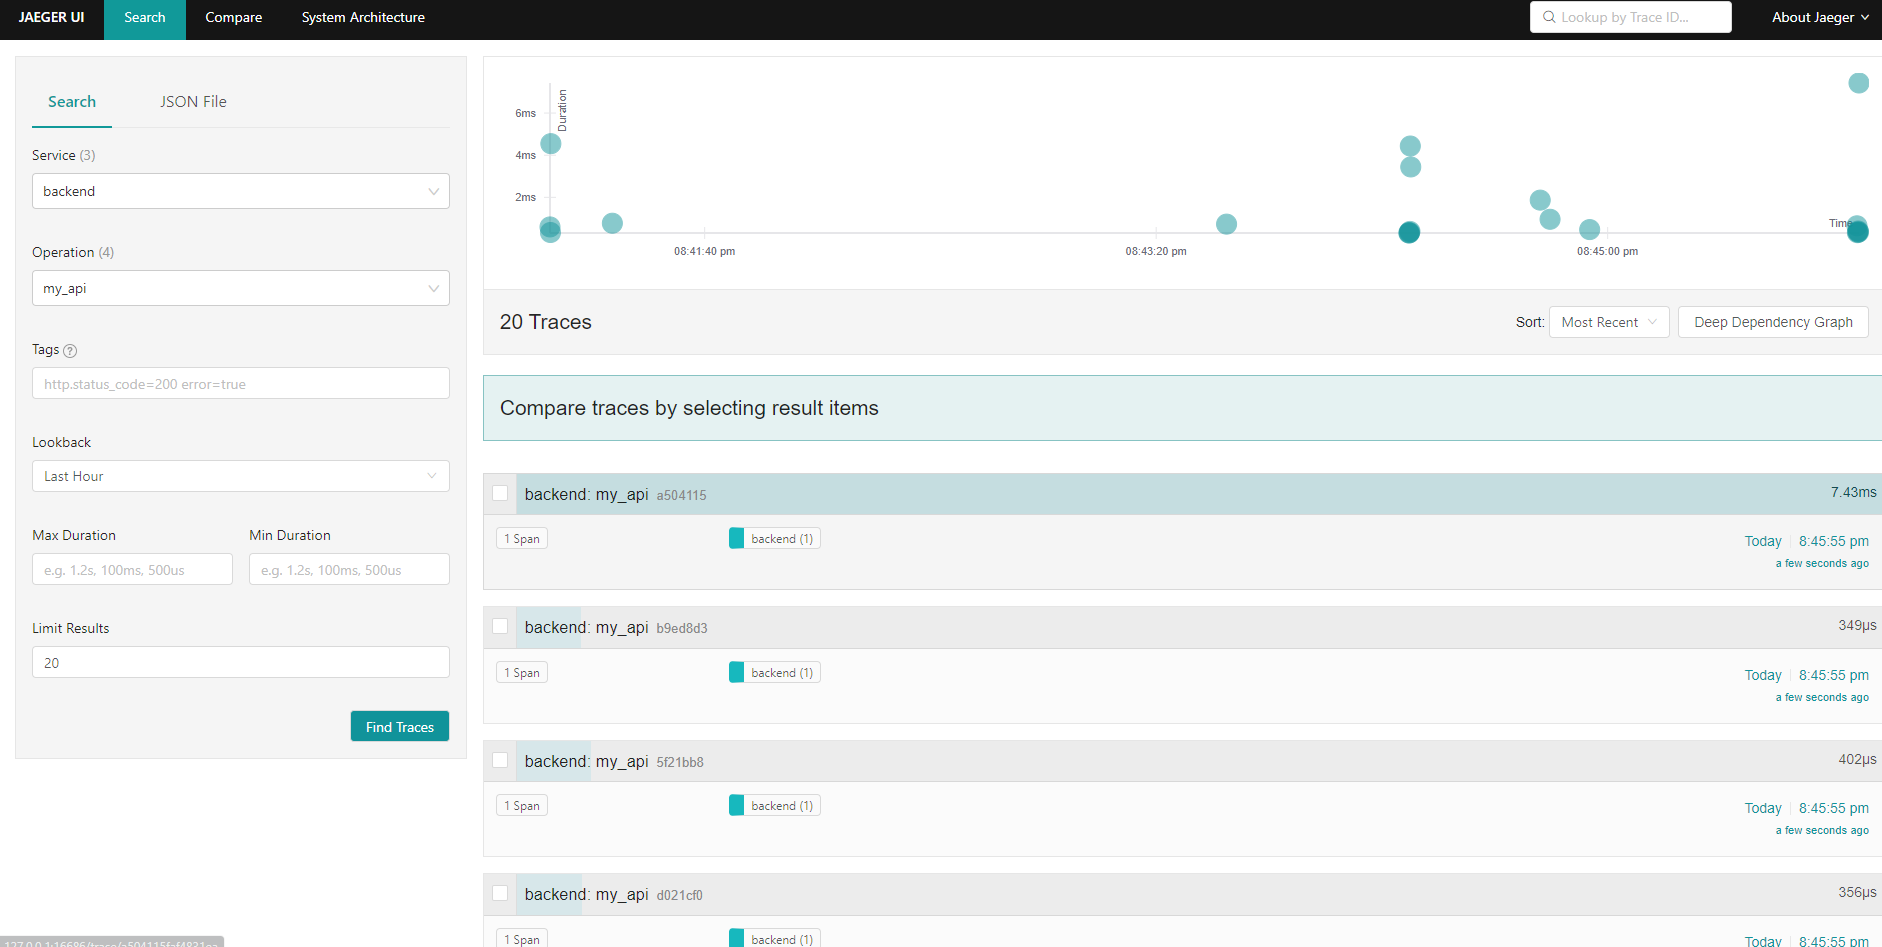 JAEGER UI Search Compare System Architecture Lookup by Trace ID... About Jaeger
Search JSON File
Service (3)
backend
Operation (4)
my_api
Tags ?
http.status_code=200 error=true
Lookback
Last Hour
Max Duration Min Duration
e.g. 1.2s, 100ms, 500us e.g. 1.2s, 100ms, 500us
Limit Results
20
Find Traces
Duration
6ms
4ms
2ms
Time
08:41:40 pm 08:43:20 pm 08:45:00 pm
20 Traces Sort: Most Recent Deep Dependency Graph
Compare traces by selecting result items
backend: my_api a504115 7.43ms
1 Span backend (1) Today 8:45:55 pm
a few seconds ago
backend: my_api b9ed8d3 349μs
1 Span backend (1) Today 8:45:55 pm
a few seconds ago
backend: my_api 5f21bb8 402μs
1 Span backend (1) Today 8:45:55 pm
a few seconds ago
backend: my_api d021cf0 356μs
1 Span backend (1) Today 8:45:55 pm